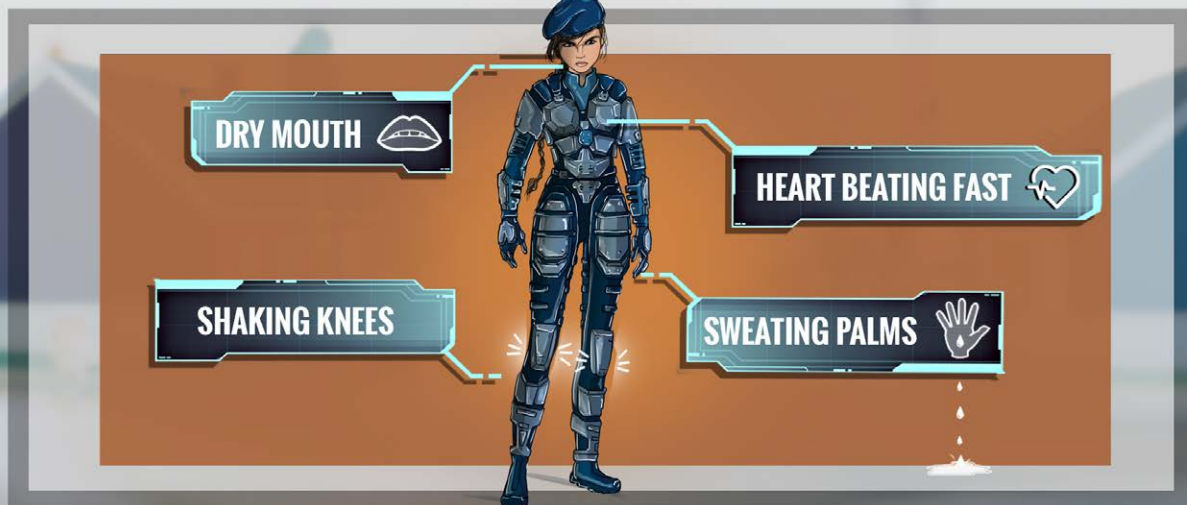 DRY MOUTH
HEART BEATING FAST
SHAKING KNEES
SWEATING PALMS